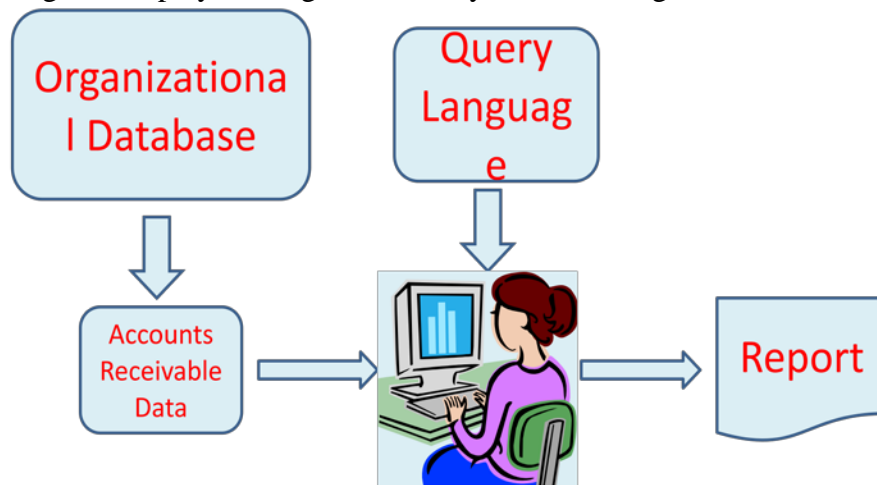 Organizationa
l Database
Query
Languag
e
Accounts
Receivable
Data
Report